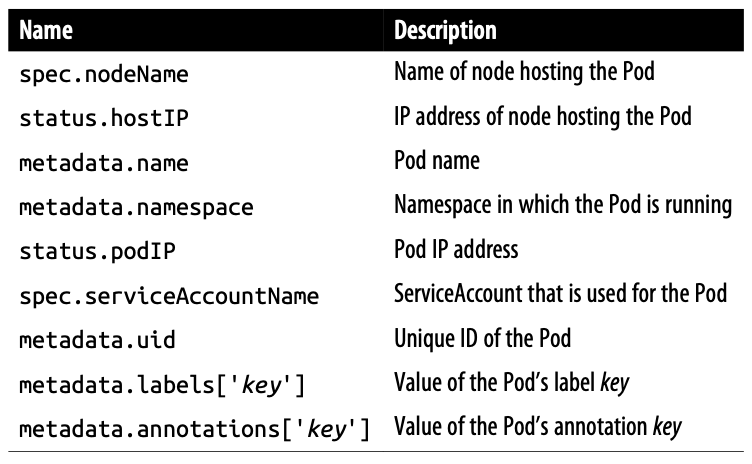 Name Description
spec.nodeName Name of node hosting the Pod
status.hostIP IP address of node hosting the Pod
metadata.name Pod name
metadata.namespace Namespace in which the Pod is running
status.podIP Pod IP address
spec.serviceAccountName ServiceAccount that is used for the Pod
metadata.uid Unique ID of the Pod
metadata.labels['key'] Value of the Pod’s label key
metadata.annotations['key'] Value of the Pod’s annotation key